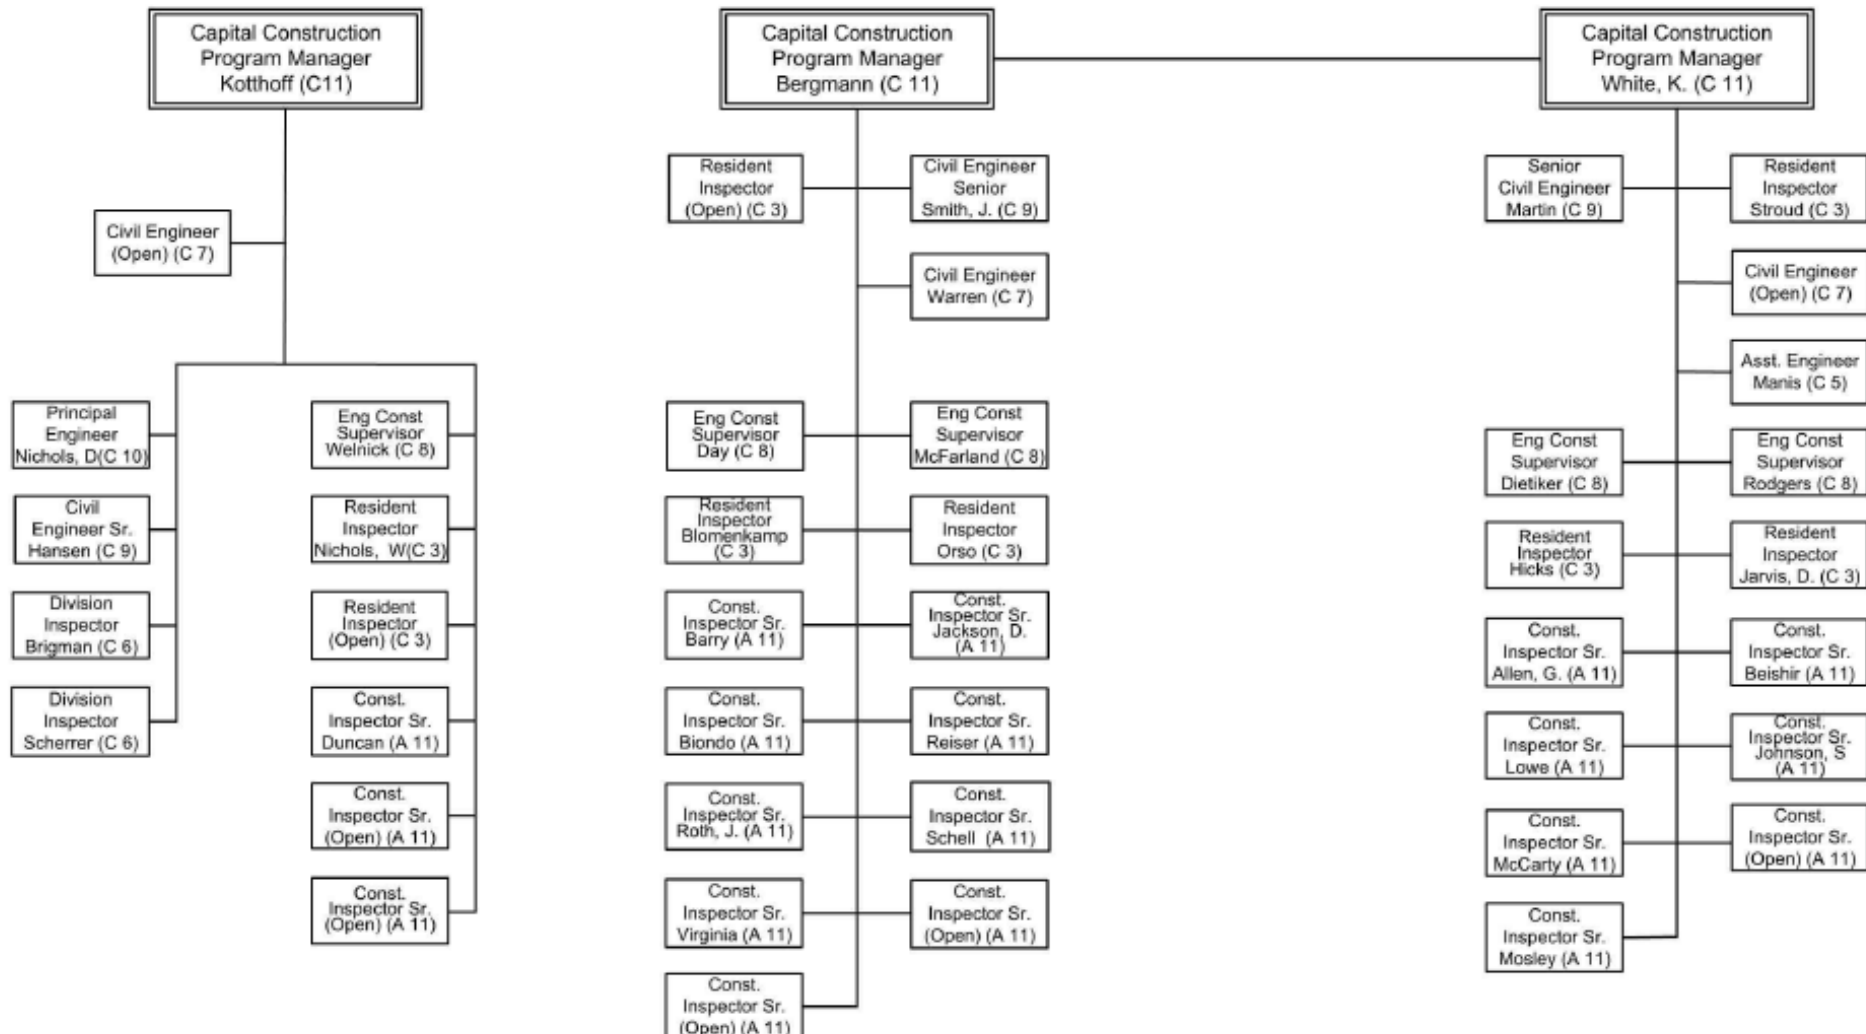 Capital Construction
Program Manager
Kotthoff (C11)
Civil Engineer
(Open) (C 7)
Principal
Engineer
Nichols, D(C 10)
Civil
Engineer Sr.
Hansen (C 9)
Division
Inspector
Brigman (C 6)
Division
Inspector
Scherrer (C 6)
Eng Const
Supervisor
Welnick (C 8)
Resident
Inspector
Nichols, W(C 3)
Resident
Inspector
(Open) (C 3)
Const.
Inspector Sr.
Duncan (A 11)
Const.
Inspector Sr.
(Open) (A 11)
Const.
Inspector Sr.
(Open) (A 11)
Capital Construction
Program Manager
Bergmann (C 11)
Resident
Inspector
(Open) (C 3)
Civil Engineer
Senior
Smith, J. (C 9)
Civil Engineer
Warren (C 7)
Eng Const
Supervisor
Day (C 8)
Eng Const
Supervisor
McFarland (C 8)
Resident
Inspector
Blomenkamp
(C 3)
Resident
Inspector
Orso (C 3)
Const.
Inspector Sr.
Barry (A 11)
Const.
Inspector Sr.
Jackson, D.
(A 11)
Const.
Inspector Sr.
Biondo (A 11)
Const.
Inspector Sr.
Reiser (A 11)
Const.
Inspector Sr.
Roth, J. (A 11)
Const.
Inspector Sr.
Schell (A 11)
Const.
Inspector Sr.
Virginia (A 11)
Const.
Inspector Sr.
(Open) (A 11)
Const.
Inspector Sr.
(Open) (A 11)
Capital Construction
Program Manager
White, K. (C 11)
Senior
Civil Engineer
Martin (C 9)
Resident
Inspector
Stroud (C 3)
Civil Engineer
(Open) (C 7)
Asst. Engineer
Manis (C 5)
Eng Const
Supervisor
Dietiker (C 8)
Eng Const
Supervisor
Rodgers (C 8)
Resident
Inspector
Hicks (C 3)
Resident
Inspector
Jarvis, D. (C 3)
Const.
Inspector Sr.
Allen, G. (A 11)
Const.
Inspector Sr.
Beishir (A 11)
Const.
Inspector Sr.
Lowe (A 11)
Const.
Inspector Sr.
Johnson, S
(A 11)
Const.
Inspector Sr.
McCarty (A 11)
Const.
Inspector Sr.
(Open) (A 11)
Const.
Inspector Sr.
Mosley (A 11)